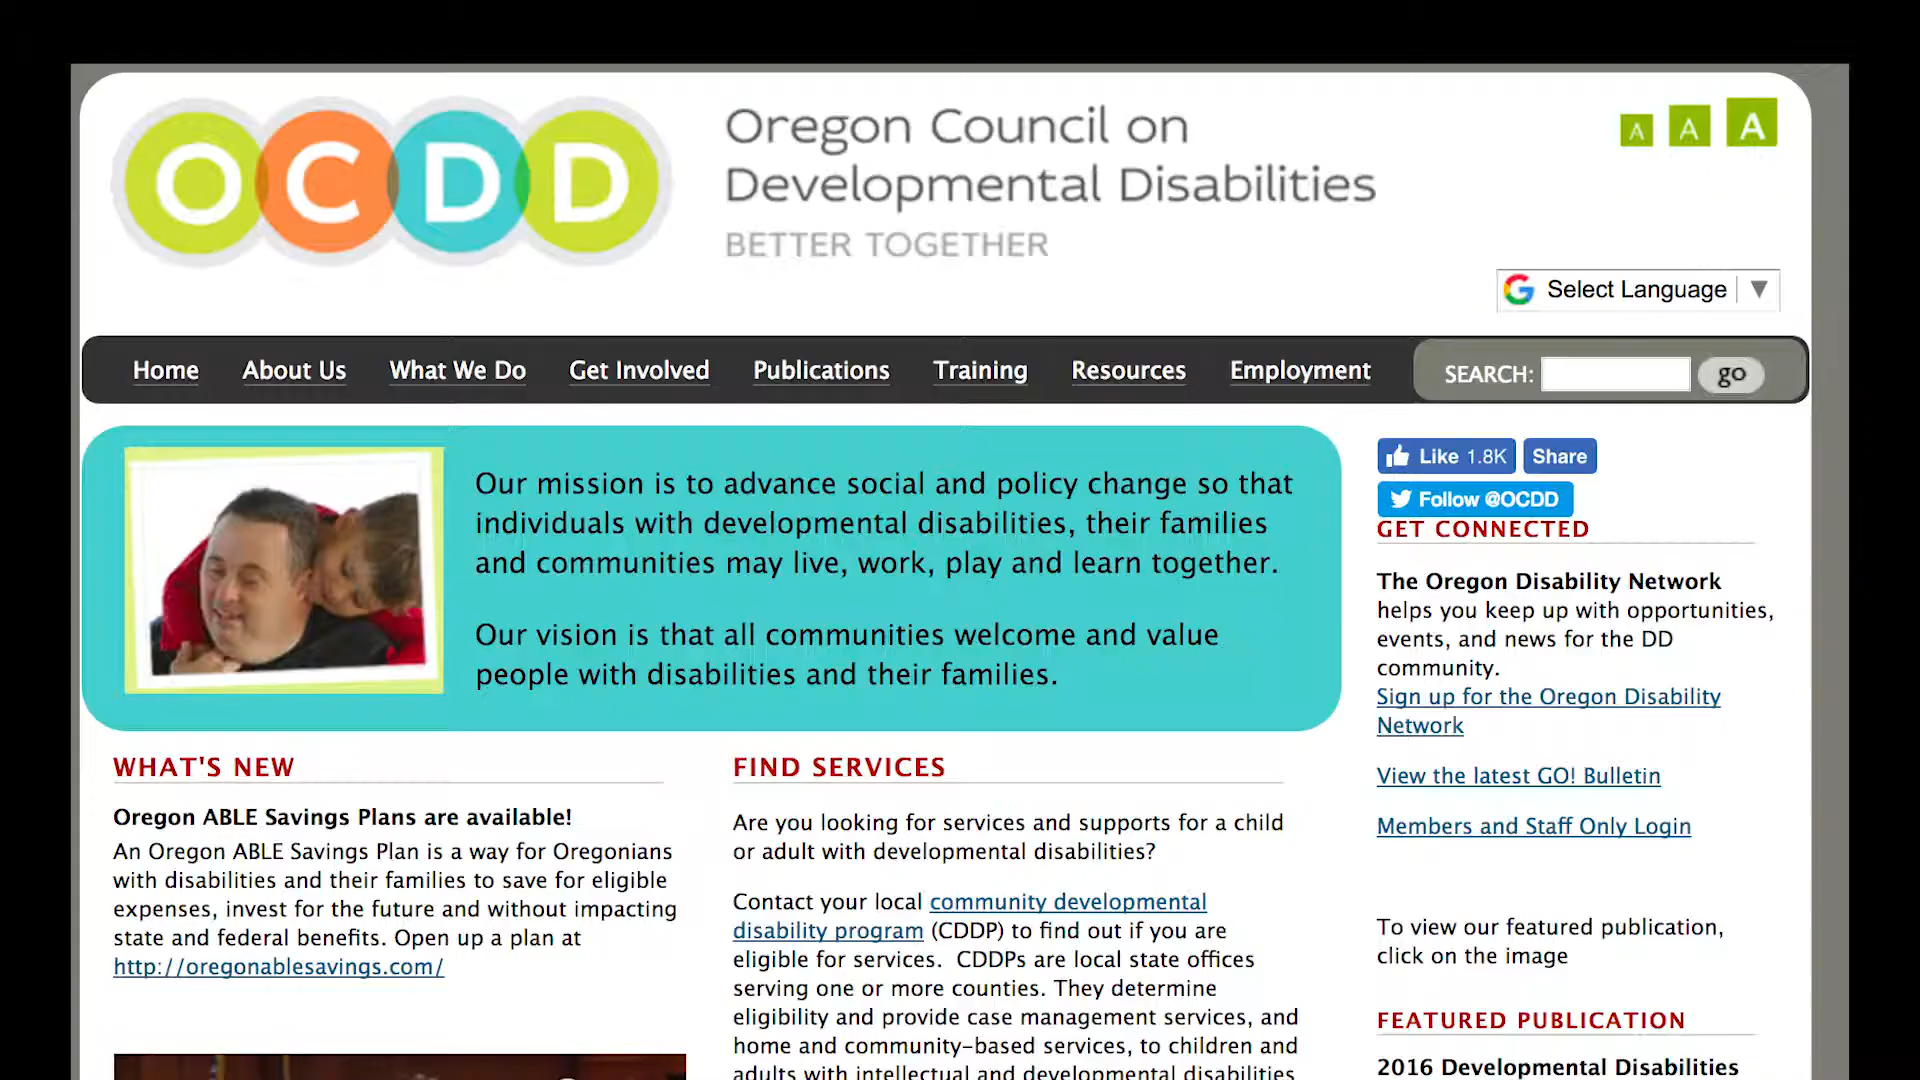 OCDD
Oregon Council on
Developmental Disabilities
BETTER TOGETHER
A A A
Select Language ▼
Home About Us What We Do Get Involved Publications Training Resources Employment SEARCH: go
Our mission is to advance social and policy change so that
individuals with developmental disabilities, their families
and communities may live, work, play and learn together.
Our vision is that all communities welcome and value
people with disabilities and their families.
WHAT'S NEW
Oregon ABLE Savings Plans are available!
An Oregon ABLE Savings Plan is a way for Oregonians
with disabilities and their families to save for eligible
expenses, invest for the future and without impacting
state and federal benefits. Open up a plan at
http://oregonablesavings.com/
FIND SERVICES
Are you looking for services and supports for a child
or adult with developmental disabilities?
Contact your local community developmental
disability program (CDDP) to find out if you are
eligible for services. CDDPs are local state offices
serving one or more counties. They determine
eligibility and provide case management services, and
home and community-based services, to children and
adults with intellectual and developmental disabilities
Like 1.8K Share
Follow @OCDD
GET CONNECTED
The Oregon Disability Network
helps you keep up with opportunities,
events, and news for the DD
community.
Sign up for the Oregon Disability
Network
View the latest GO! Bulletin
Members and Staff Only Login
To view our featured publication,
click on the image
FEATURED PUBLICATION
2016 Developmental Disabilities